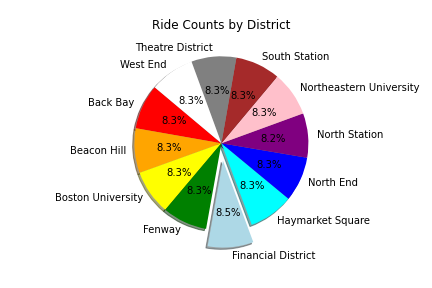 Ride Counts by District
Theatre District
South Station
West End
Northeastern University
8.3%
8.3%
8.3%
Back Bay
8.3%
8.3%
North Station
8.2%
Beacon Hill
8.3%
8.3%
North End
8.3%
8.3%
8.3%
Boston University
Haymarket Square
8.5%
Fenway
Financial District